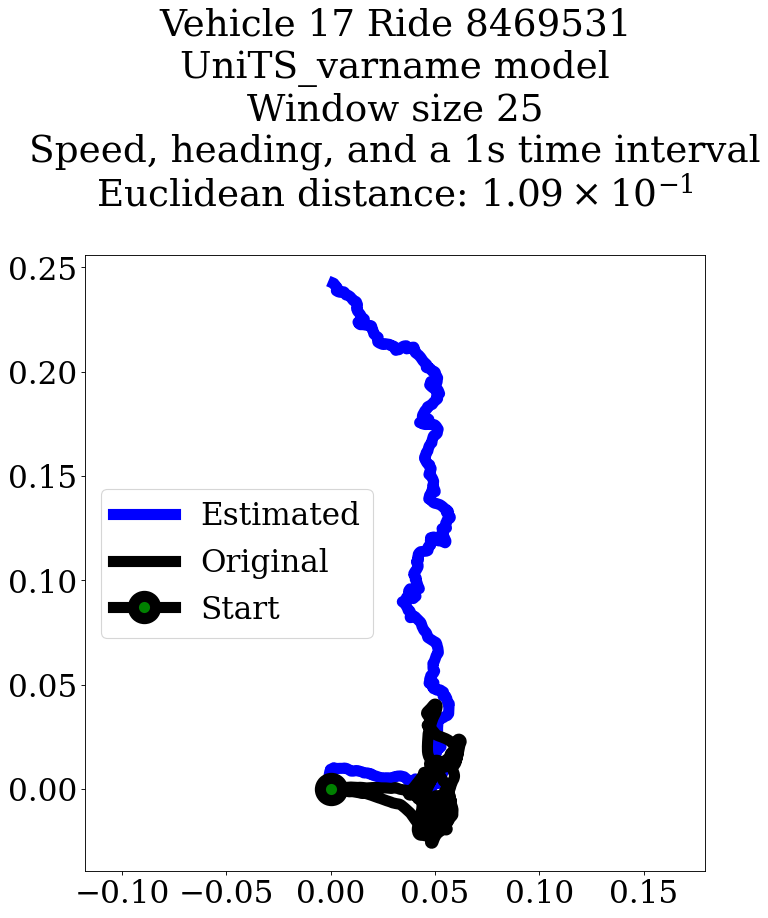 Vehicle 17 Ride 8469531
UniTS_varname model
Window size 25
Speed, heading, and a 1s time interval
Euclidean distance: 1.09 × 10⁻¹
0.25
0.20
0.15
0.10
0.05
0.00
Estimated
Original
Start
−0.10 −0.05 0.00 0.05 0.10 0.15